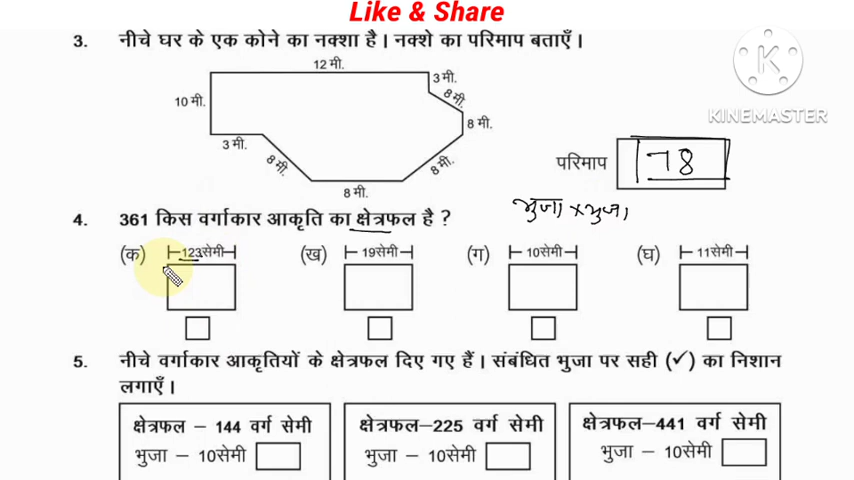 Like & Share
3. नीचे घर के एक कोने का नक्शा है। नक्शे का परिमाप बताएँ।
12 मी.
3 मी.
10 मी.
8 मी.
8 मी.
3 मी.
8 मी.
8 मी.
8 मी.
परिमाप 78
K
KINEMASTER
भुजा × भुजा
4. 361 किस वर्गाकार आकृति का क्षेत्रफल है ?
(क) 123सेमी (ख) 19सेमी (ग) 10सेमी (घ) 11सेमी
5. नीचे वर्गाकार आकृतियों के क्षेत्रफल दिए गए हैं। संबंधित भुजा पर सही (✓) का निशान
लगाएँ।
क्षेत्रफल – 144 वर्ग सेमी
भुजा – 10सेमी
क्षेत्रफल–225 वर्ग सेमी
भुजा – 10सेमी
क्षेत्रफल–441 वर्ग सेमी
भुजा – 10सेमी